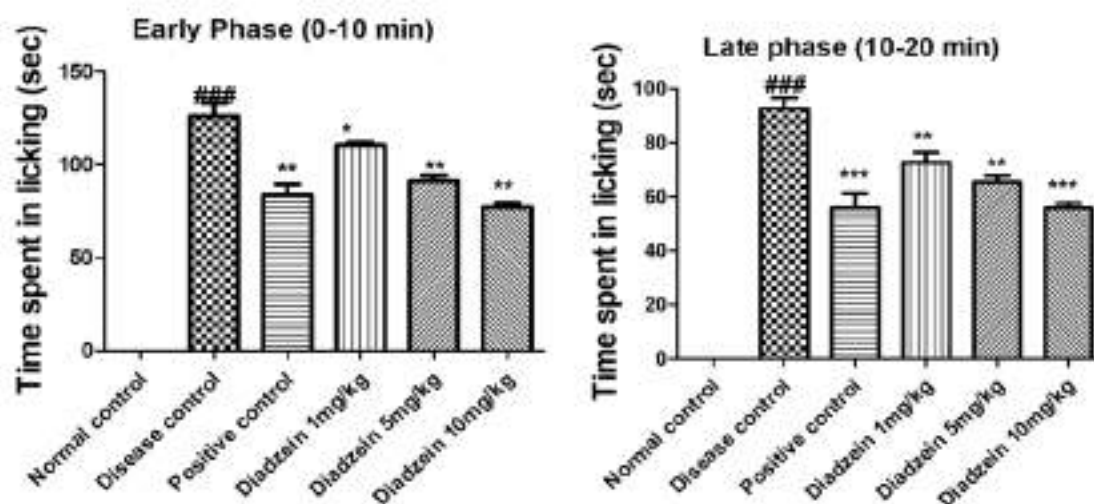 Early Phase (0-10 min)
Time spent in licking (sec)
150
100
50
0
###
**
*
**
**
Normal control
Disease control
Positive control
Diadzein 1mg/kg
Diadzein 5mg/kg
Diadzein 10mg/kg
Late phase (10-20 min)
Time spent in licking (sec)
100
80
60
40
20
0
###
***
**
**
***
Normal control
Disease control
Positive control
Diadzein 1mg/kg
Diadzein 5mg/kg
Diadzein 10mg/kg